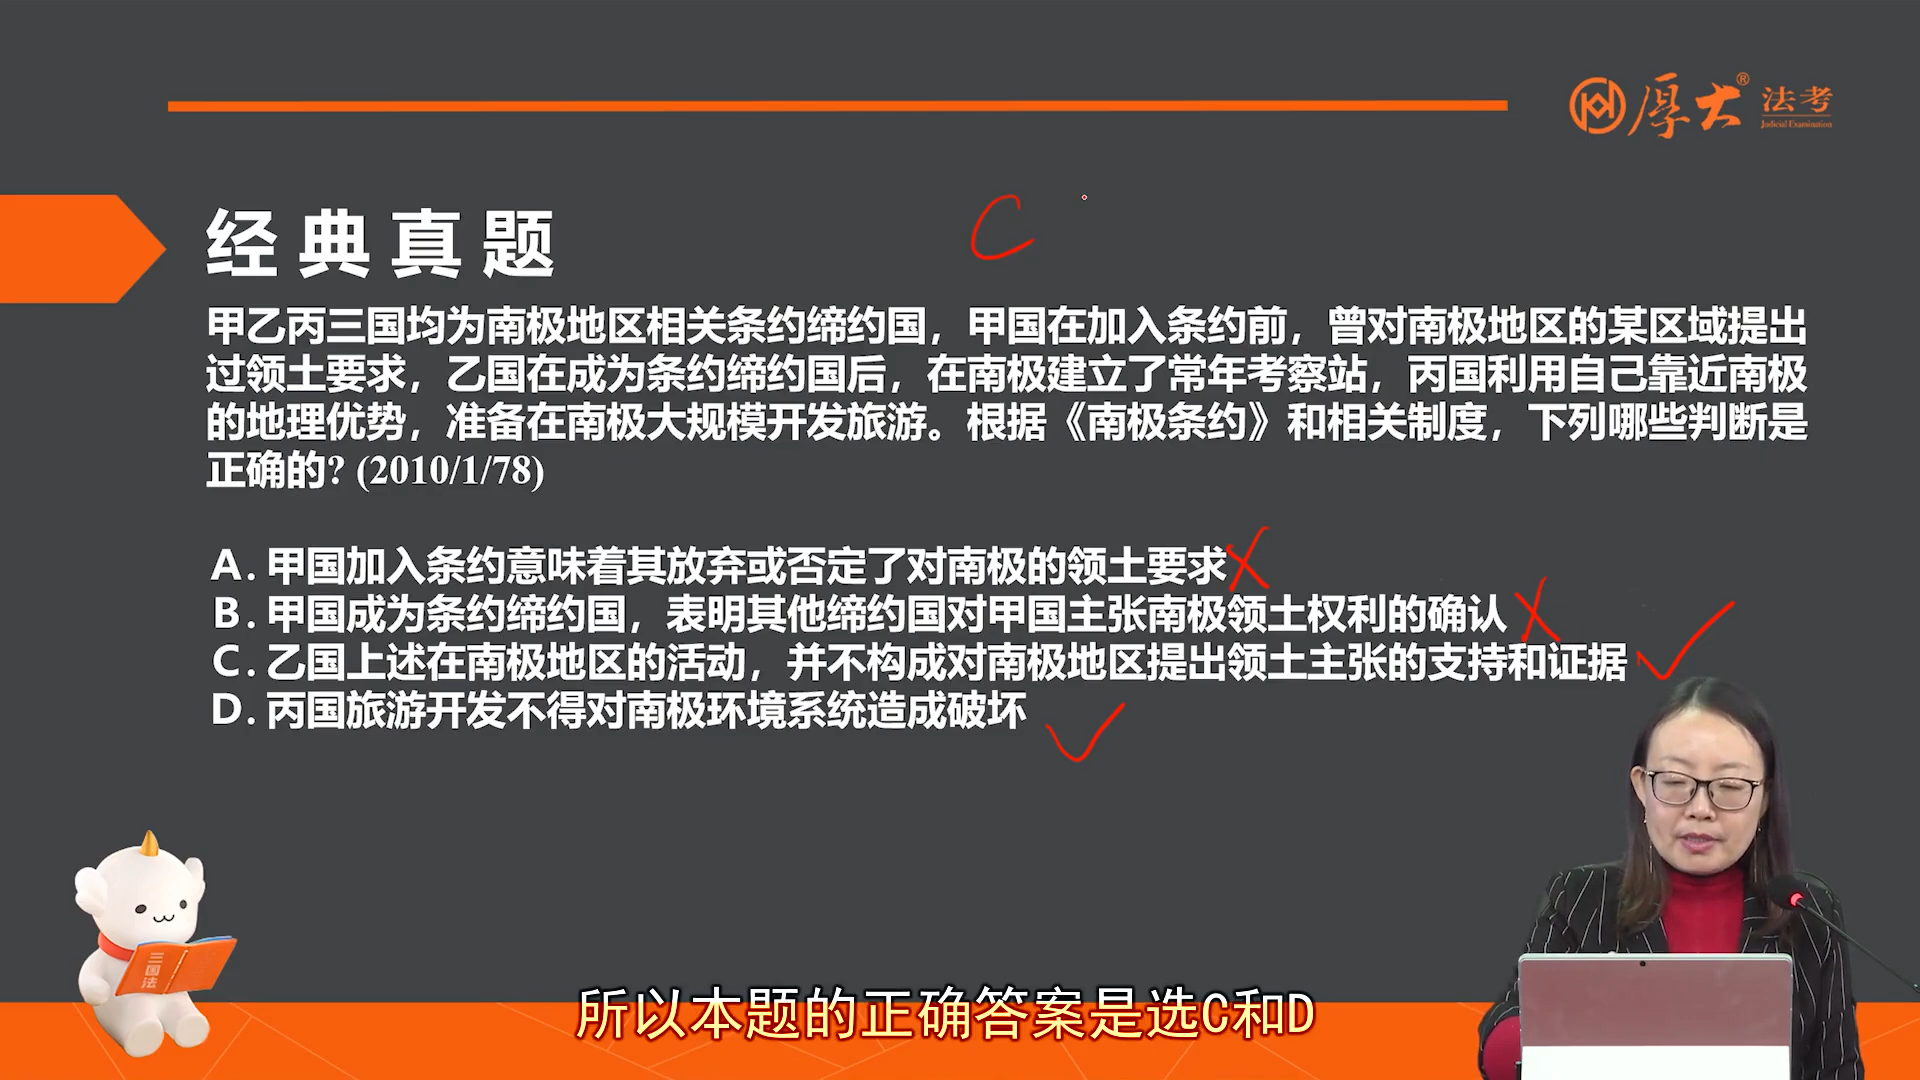 厚大® 法考
Judicial Examination
C
经典真题
甲乙丙三国均为南极地区相关条约缔约国，甲国在加入条约前，曾对南极地区的某区域提出
过领土要求，乙国在成为条约缔约国后，在南极建立了常年考察站，丙国利用自己靠近南极
的地理优势，准备在南极大规模开发旅游。根据《南极条约》和相关制度，下列哪些判断是
正确的? (2010/1/78)
A. 甲国加入条约意味着其放弃或否定了对南极的领土要求
B. 甲国成为条约缔约国，表明其他缔约国对甲国主张南极领土权利的确认
C. 乙国上述在南极地区的活动，并不构成对南极地区提出领土主张的支持和证据
D. 丙国旅游开发不得对南极环境系统造成破坏
三国法
所以本题的正确答案是选C和D